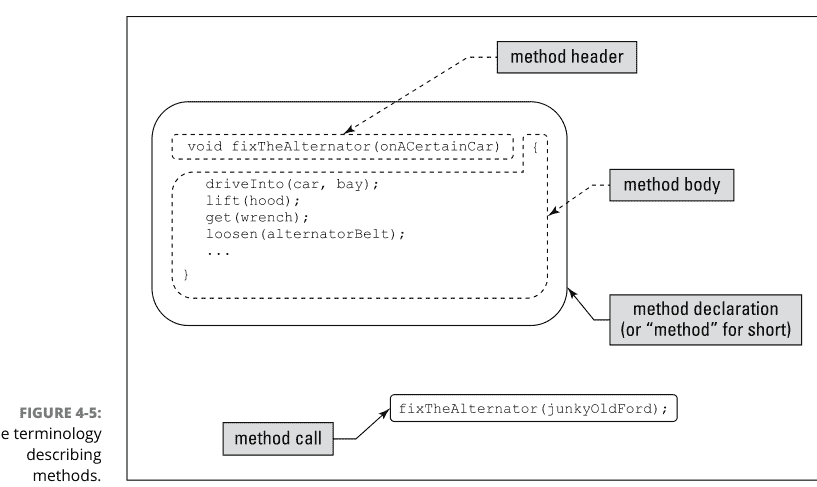 method header
void fixTheAlternator(onACertainCar) {
driveInto(car, bay);
lift(hood);
get(wrench);
loosen(alternatorBelt);
...
}
method body
method declaration
(or “method” for short)
fixTheAlternator(junkyOldFord);
method call
FIGURE 4-5:
e terminology
describing
methods.